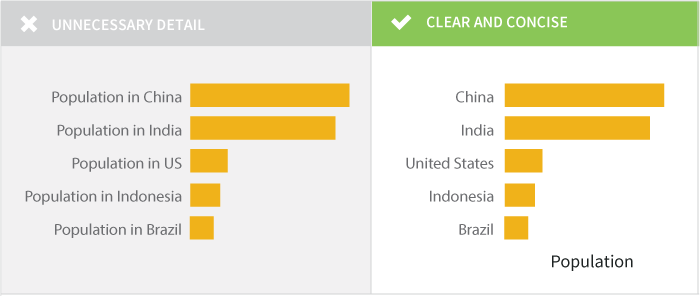 UNNECESSARY DETAIL
Population in China
Population in India
Population in US
Population in Indonesia
Population in Brazil
CLEAR AND CONCISE
China
India
United States
Indonesia
Brazil
Population